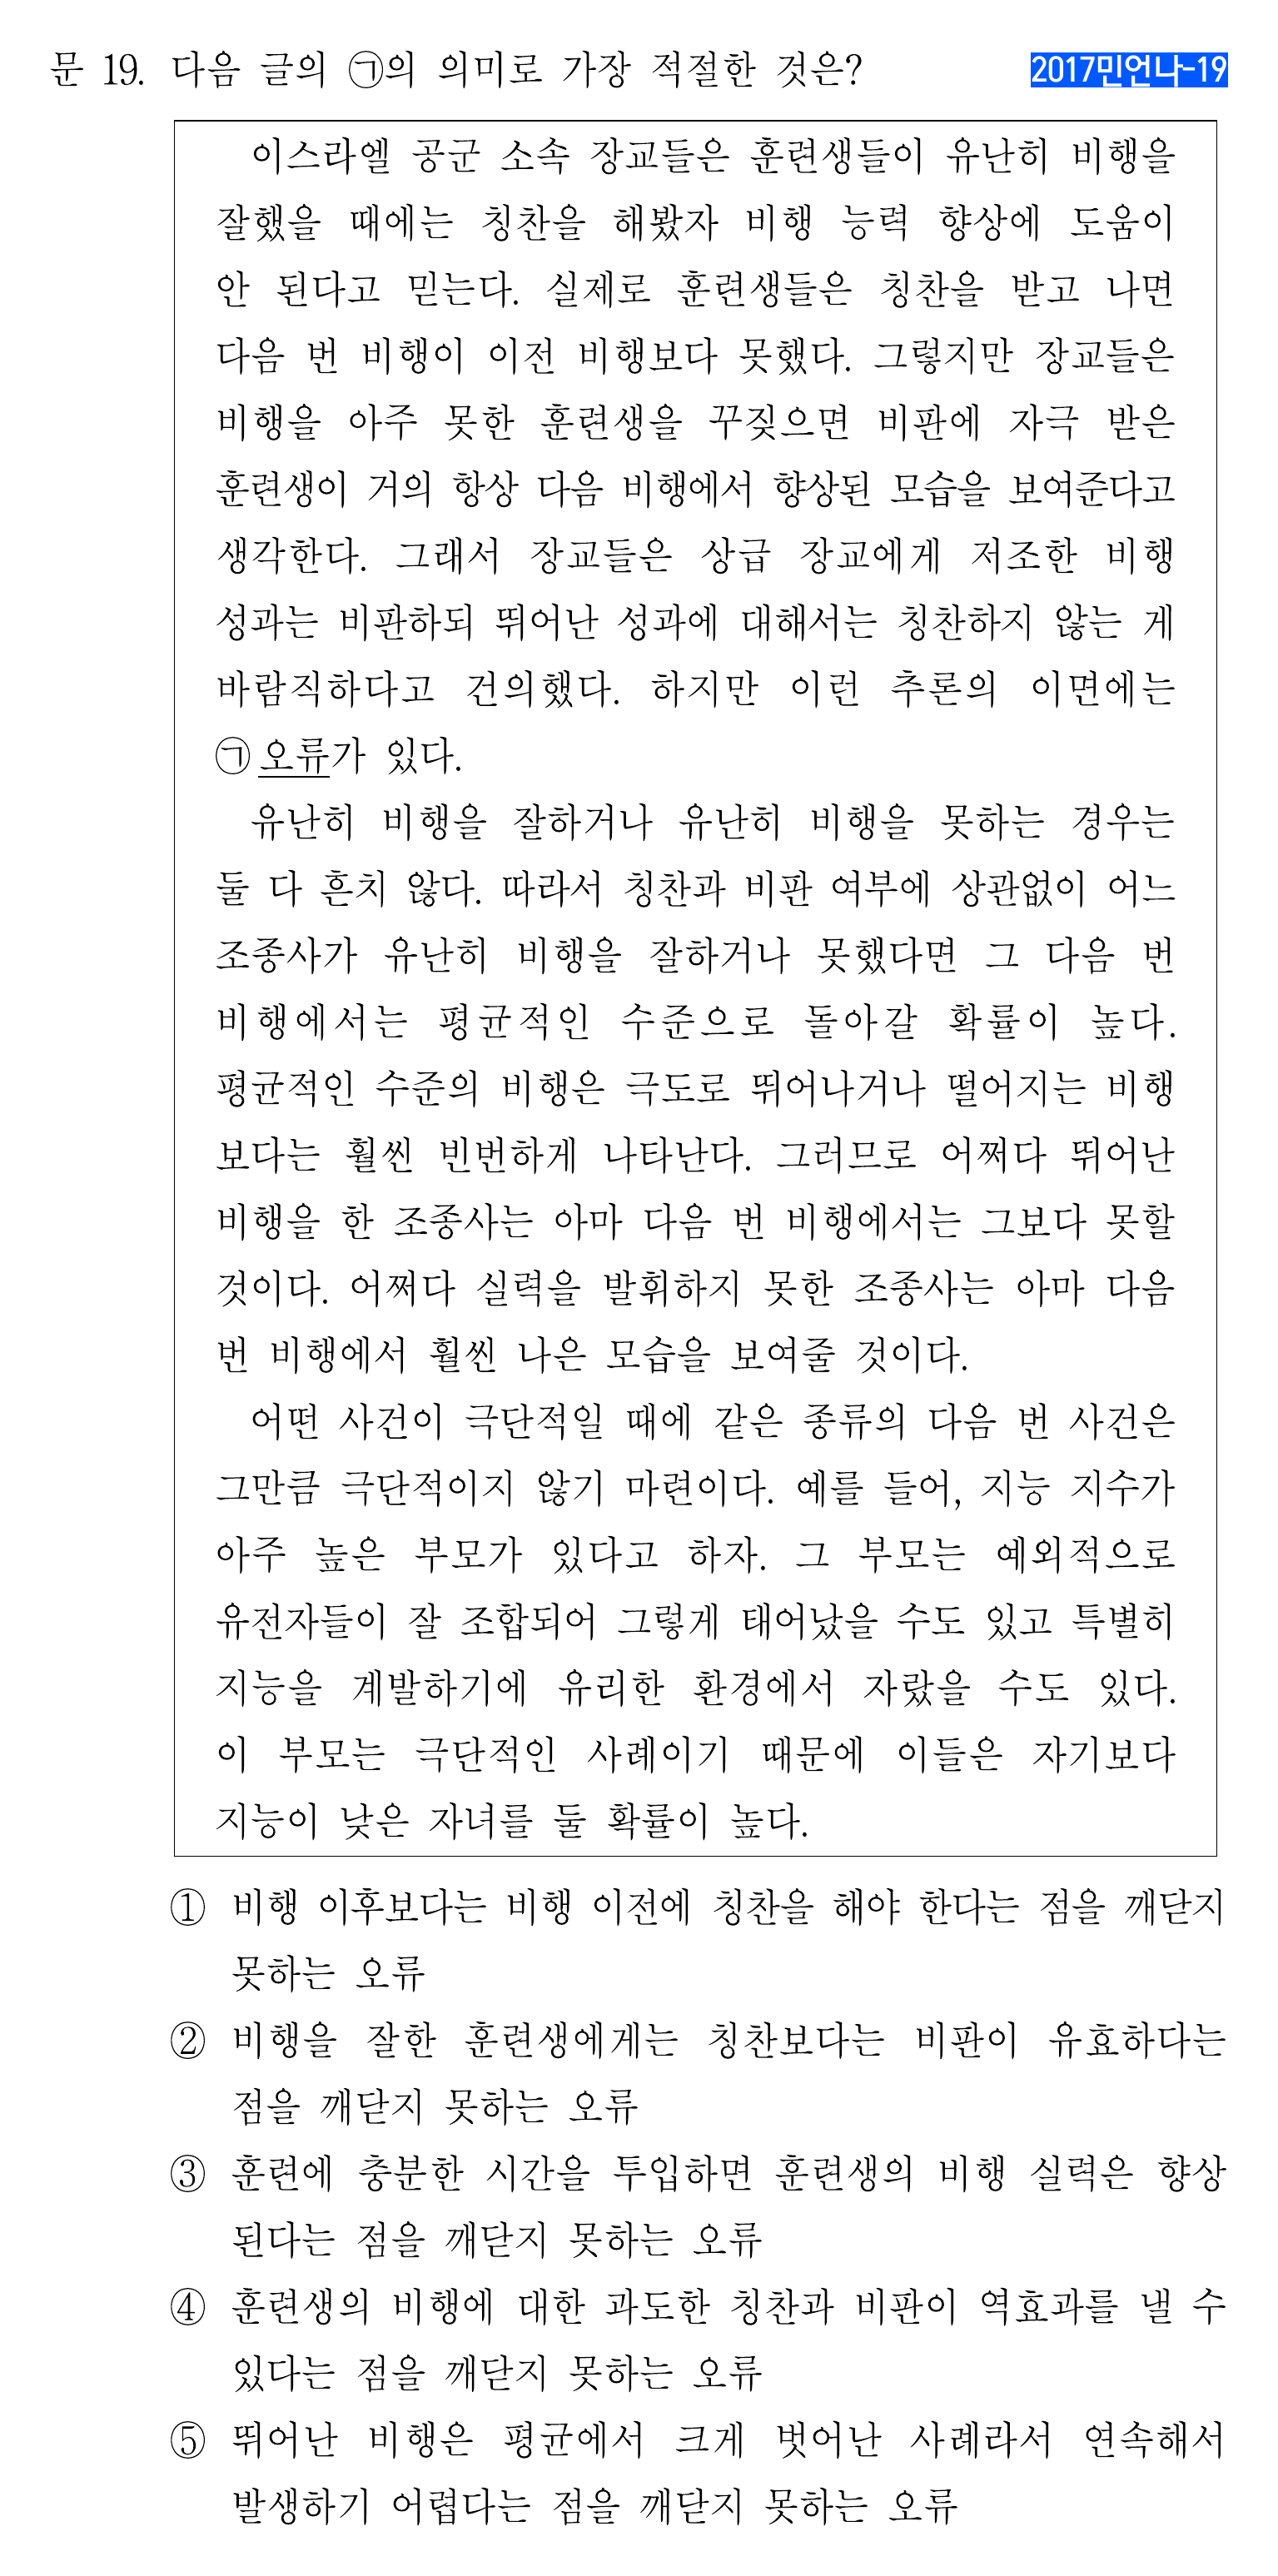 문 19. 다음 글의 ㉠의 의미로 가장 적절한 것은?
2017민언나-19
이스라엘 공군 소속 장교들은 훈련생들이 유난히 비행을
잘했을 때에는 칭찬을 해봤자 비행 능력 향상에 도움이
안 된다고 믿는다. 실제로 훈련생들은 칭찬을 받고 나면
다음 번 비행이 이전 비행보다 못했다. 그렇지만 장교들은
비행을 아주 못한 훈련생을 꾸짖으면 비판에 자극 받은
훈련생이 거의 항상 다음 비행에서 향상된 모습을 보여준다고
생각한다. 그래서 장교들은 상급 장교에게 저조한 비행
성과는 비판하되 뛰어난 성과에 대해서는 칭찬하지 않는 게
바람직하다고 건의했다. 하지만 이런 추론의 이면에는
㉠ 오류가 있다.
유난히 비행을 잘하거나 유난히 비행을 못하는 경우는
둘 다 흔치 않다. 따라서 칭찬과 비판 여부에 상관없이 어느
조종사가 유난히 비행을 잘하거나 못했다면 그 다음 번
비행에서는 평균적인 수준으로 돌아갈 확률이 높다.
평균적인 수준의 비행은 극도로 뛰어나거나 떨어지는 비행
보다는 훨씬 빈번하게 나타난다. 그러므로 어쩌다 뛰어난
비행을 한 조종사는 아마 다음 번 비행에서는 그보다 못할
것이다. 어쩌다 실력을 발휘하지 못한 조종사는 아마 다음
번 비행에서 훨씬 나은 모습을 보여줄 것이다.
어떤 사건이 극단적일 때에 같은 종류의 다음 번 사건은
그만큼 극단적이지 않기 마련이다. 예를 들어, 지능 지수가
아주 높은 부모가 있다고 하자. 그 부모는 예외적으로
유전자들이 잘 조합되어 그렇게 태어났을 수도 있고 특별히
지능을 계발하기에 유리한 환경에서 자랐을 수도 있다.
이 부모는 극단적인 사례이기 때문에 이들은 자기보다
지능이 낮은 자녀를 둘 확률이 높다.
① 비행 이후보다는 비행 이전에 칭찬을 해야 한다는 점을 깨닫지
못하는 오류
② 비행을 잘한 훈련생에게는 칭찬보다는 비판이 유효하다는
점을 깨닫지 못하는 오류
③ 훈련에 충분한 시간을 투입하면 훈련생의 비행 실력은 향상
된다는 점을 깨닫지 못하는 오류
④ 훈련생의 비행에 대한 과도한 칭찬과 비판이 역효과를 낼 수
있다는 점을 깨닫지 못하는 오류
⑤ 뛰어난 비행은 평균에서 크게 벗어난 사례라서 연속해서
발생하기 어렵다는 점을 깨닫지 못하는 오류